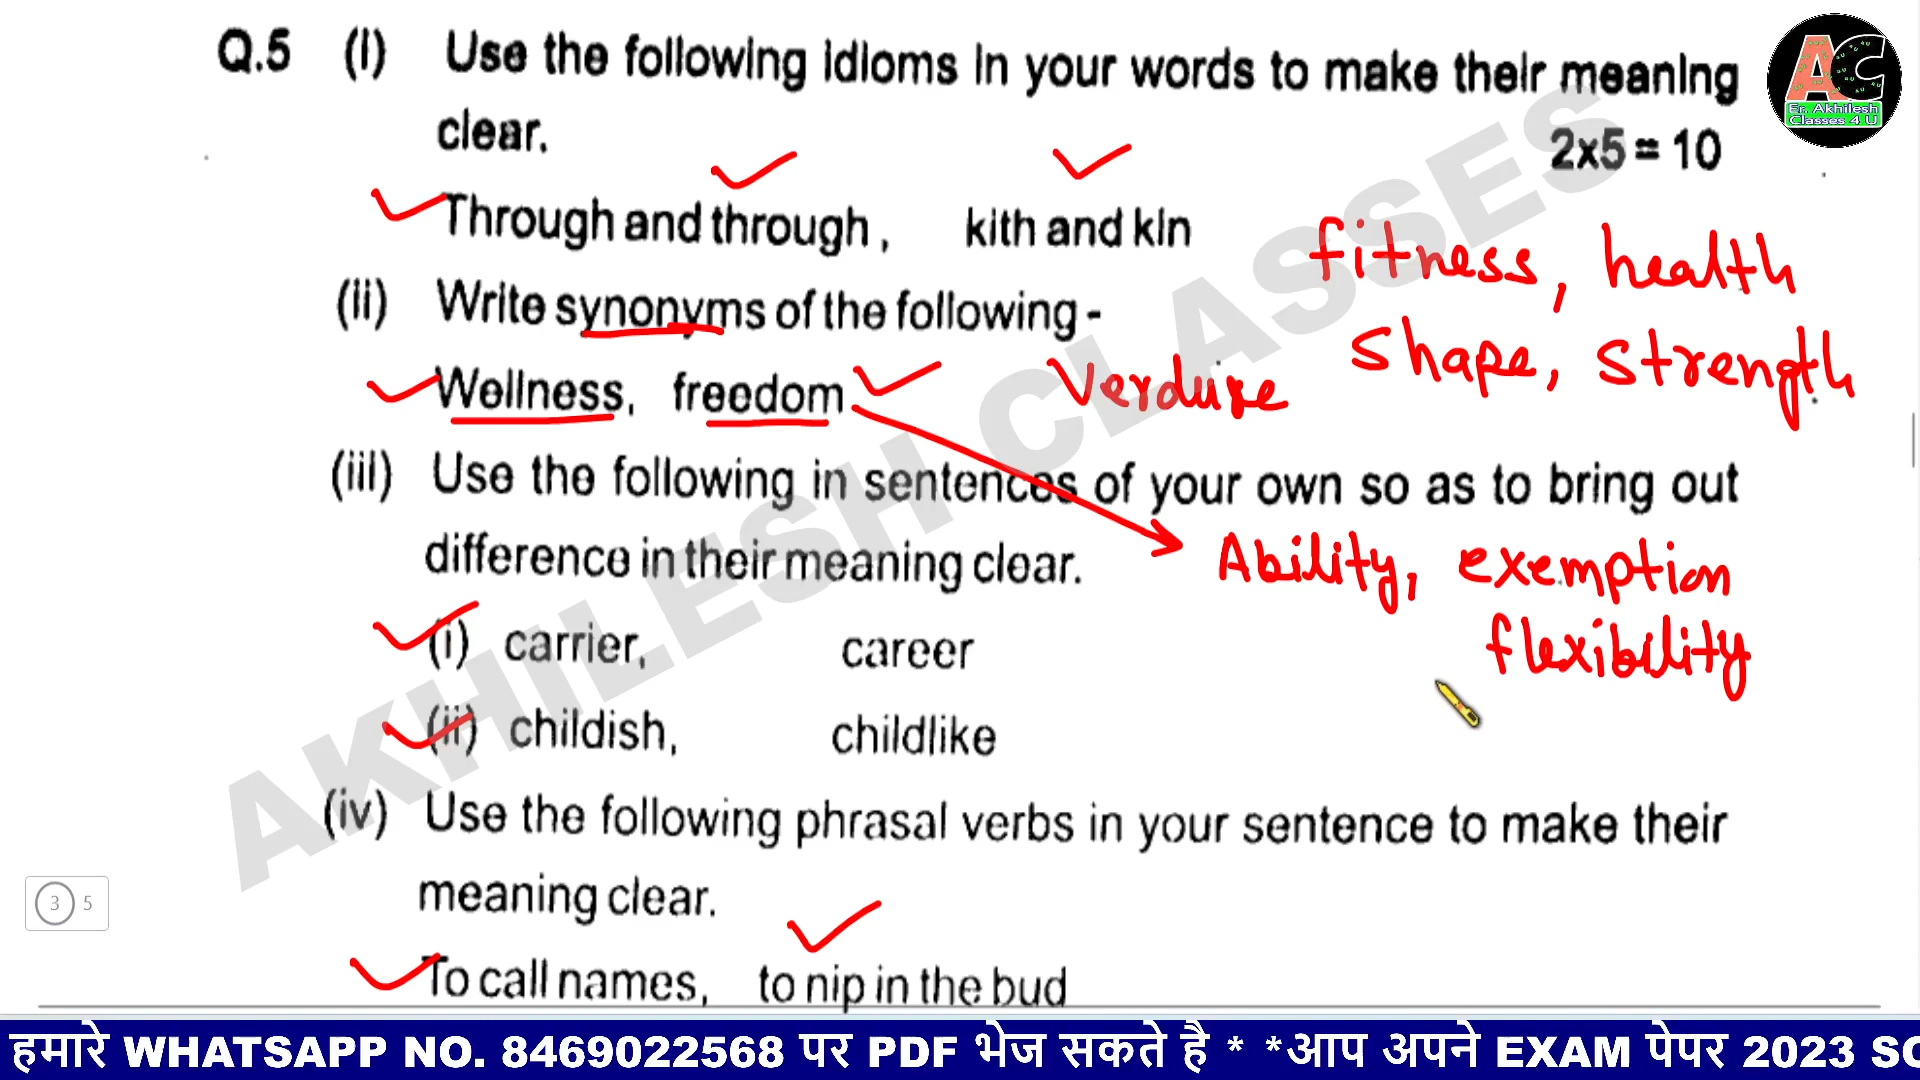 Q.5 (i) Use the following idioms in your words to make their meaning
clear. 2x5 = 10
Through and through, kith and kin
(ii) Write synonyms of the following -
Wellness, freedom
fitness, health
shape, strength
Verdure
(iii) Use the following in sentences of your own so as to bring out
difference in their meaning clear.
Ability, exemption
flexibility
(i) carrier, career
(ii) childish, childlike
(iv) Use the following phrasal verbs in your sentence to make their
meaning clear.
To call names, to nip in the bud
AKHILESH CLASSES
AC
Er. Akhilesh
Classes 4 U
3 5
हमारे WHATSAPP NO. 8469022568 पर PDF भेज सकते है * *आप अपने EXAM पेपर 2023 SC